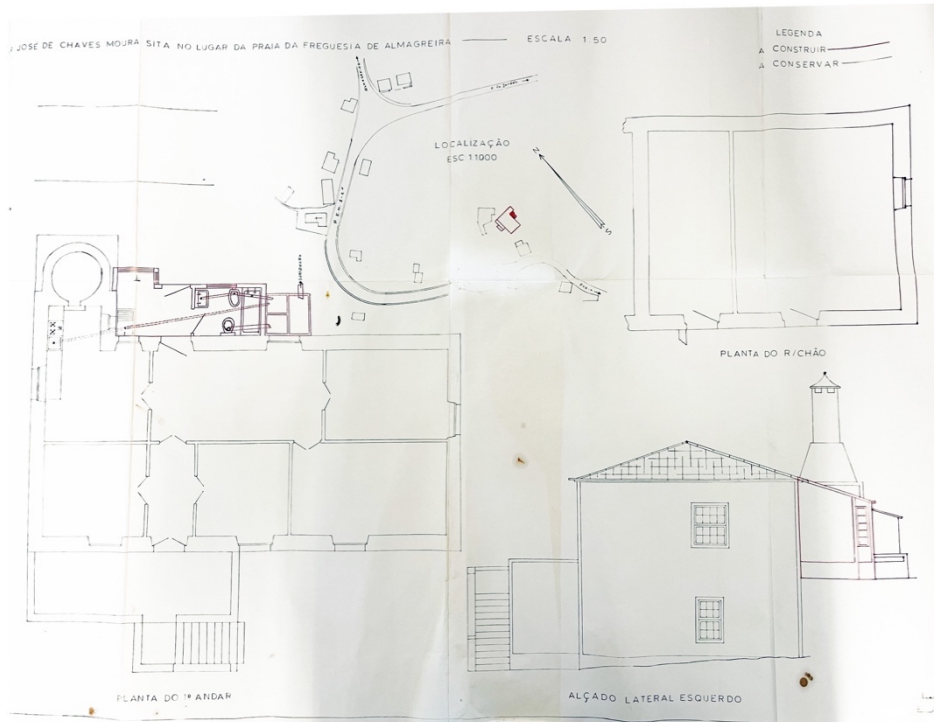 JOSÉ DE CHAVES MOURA SITA NO LUGAR DA PRAIA DA FREGUESIA DE ALMAGREIRA — ESCALA 1:50
LEGENDA
A CONSTRUIR
A CONSERVAR
LOCALIZAÇÃO
ESC. 1:1000
N
S
PLANTA DO R/CHÃO
PLANTA DO 1º ANDAR
ALÇADO LATERAL ESQUERDO